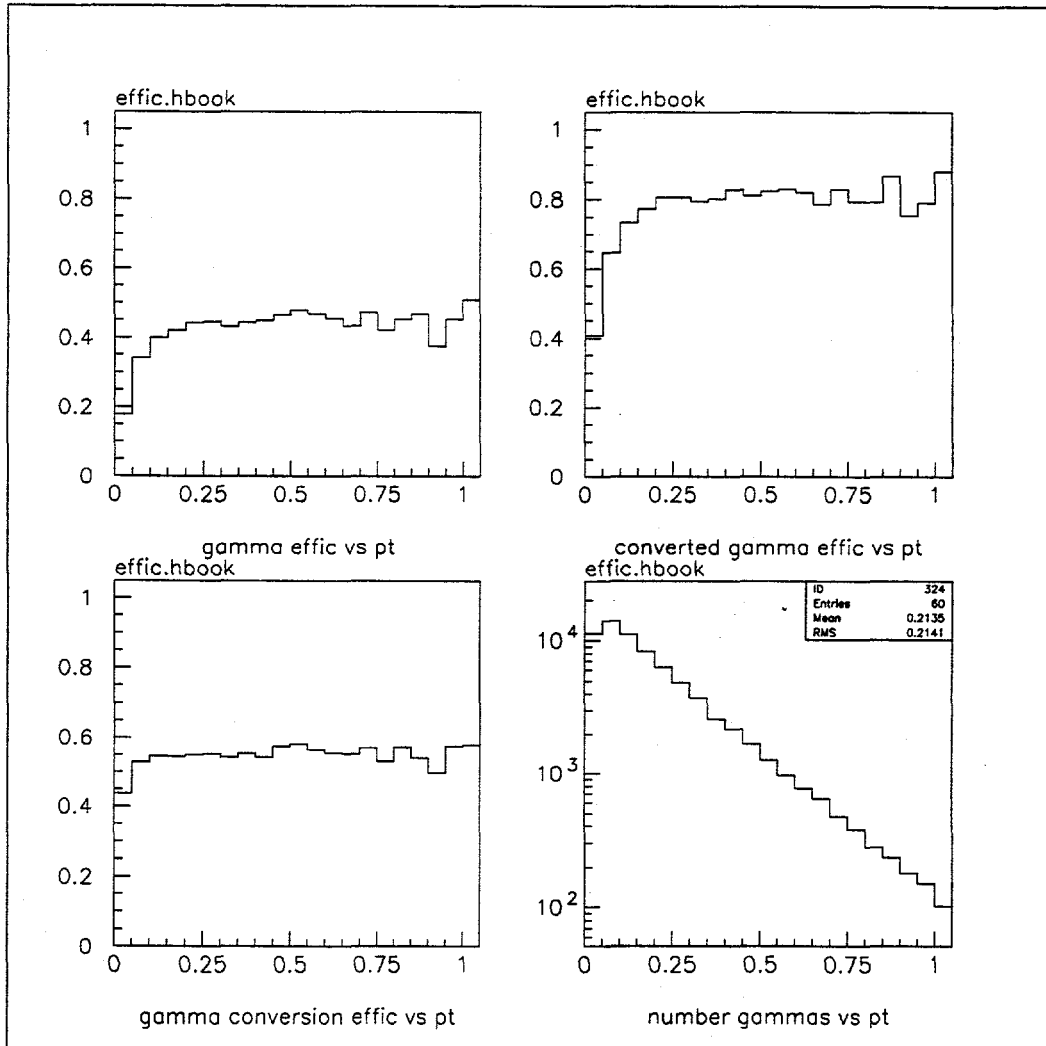 effic.hbook
1
0.8
0.6
0.4
0.2
0
0 0.25 0.5 0.75 1
gamma effic vs pt
effic.hbook
1
0.8
0.6
0.4
0.2
0
0 0.25 0.5 0.75 1
converted gamma effic vs pt
effic.hbook
1
0.8
0.6
0.4
0.2
0
0 0.25 0.5 0.75 1
gamma conversion effic vs pt
effic.hbook
ID 324
Entries 60
Mean 0.2135
RMS 0.2141
10⁴
10³
10²
0 0.25 0.5 0.75 1
number gammas vs pt